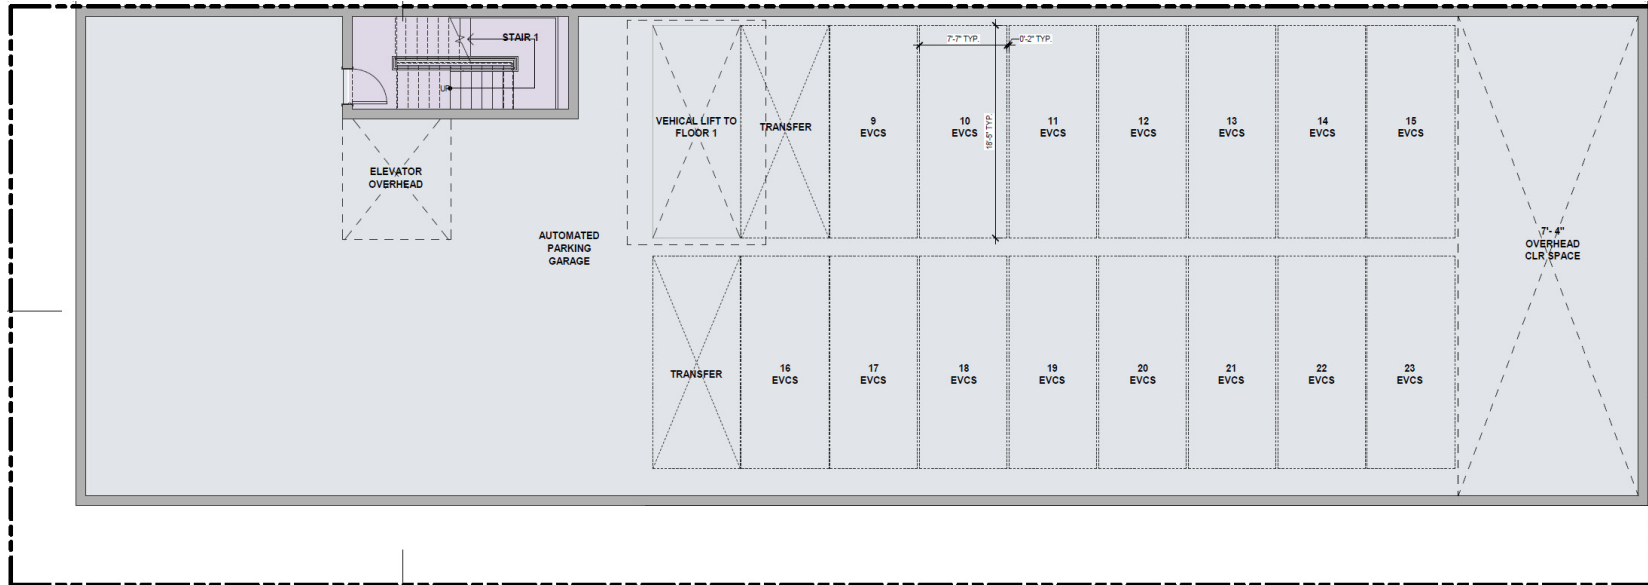 STAIR 1
UP
7'-7" TYP.
0'-2" TYP.
18'-5" TYP.
VEHICAL LIFT TO
FLOOR 1
TRANSFER
9
EVCS
10
EVCS
11
EVCS
12
EVCS
13
EVCS
14
EVCS
15
EVCS
ELEVATOR
OVERHEAD
AUTOMATED
PARKING
GARAGE
7'- 4"
OVERHEAD
CLR SPACE
TRANSFER
16
EVCS
17
EVCS
18
EVCS
19
EVCS
20
EVCS
21
EVCS
22
EVCS
23
EVCS